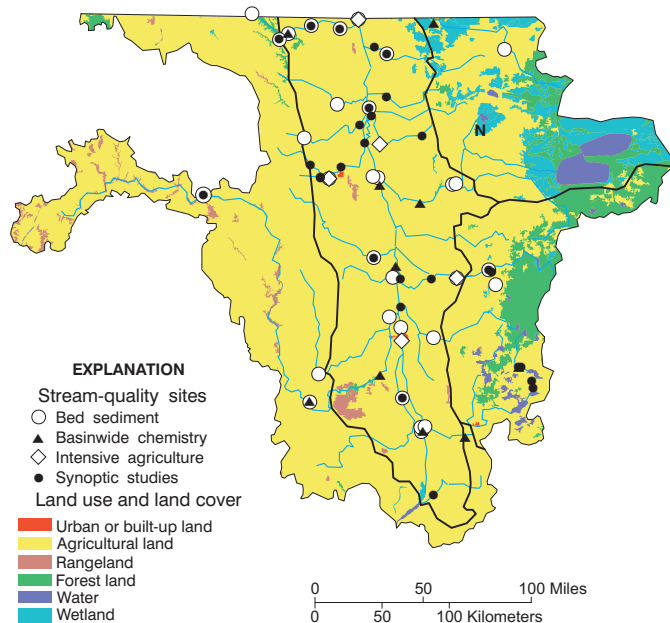 N
EXPLANATION
Stream-quality sites
Bed sediment
Basinwide chemistry
Intensive agriculture
Synoptic studies
Land use and land cover
Urban or built-up land
Agricultural land
Rangeland
Forest land
Water
Wetland
0 50 100 Miles
0 50 100 Kilometers